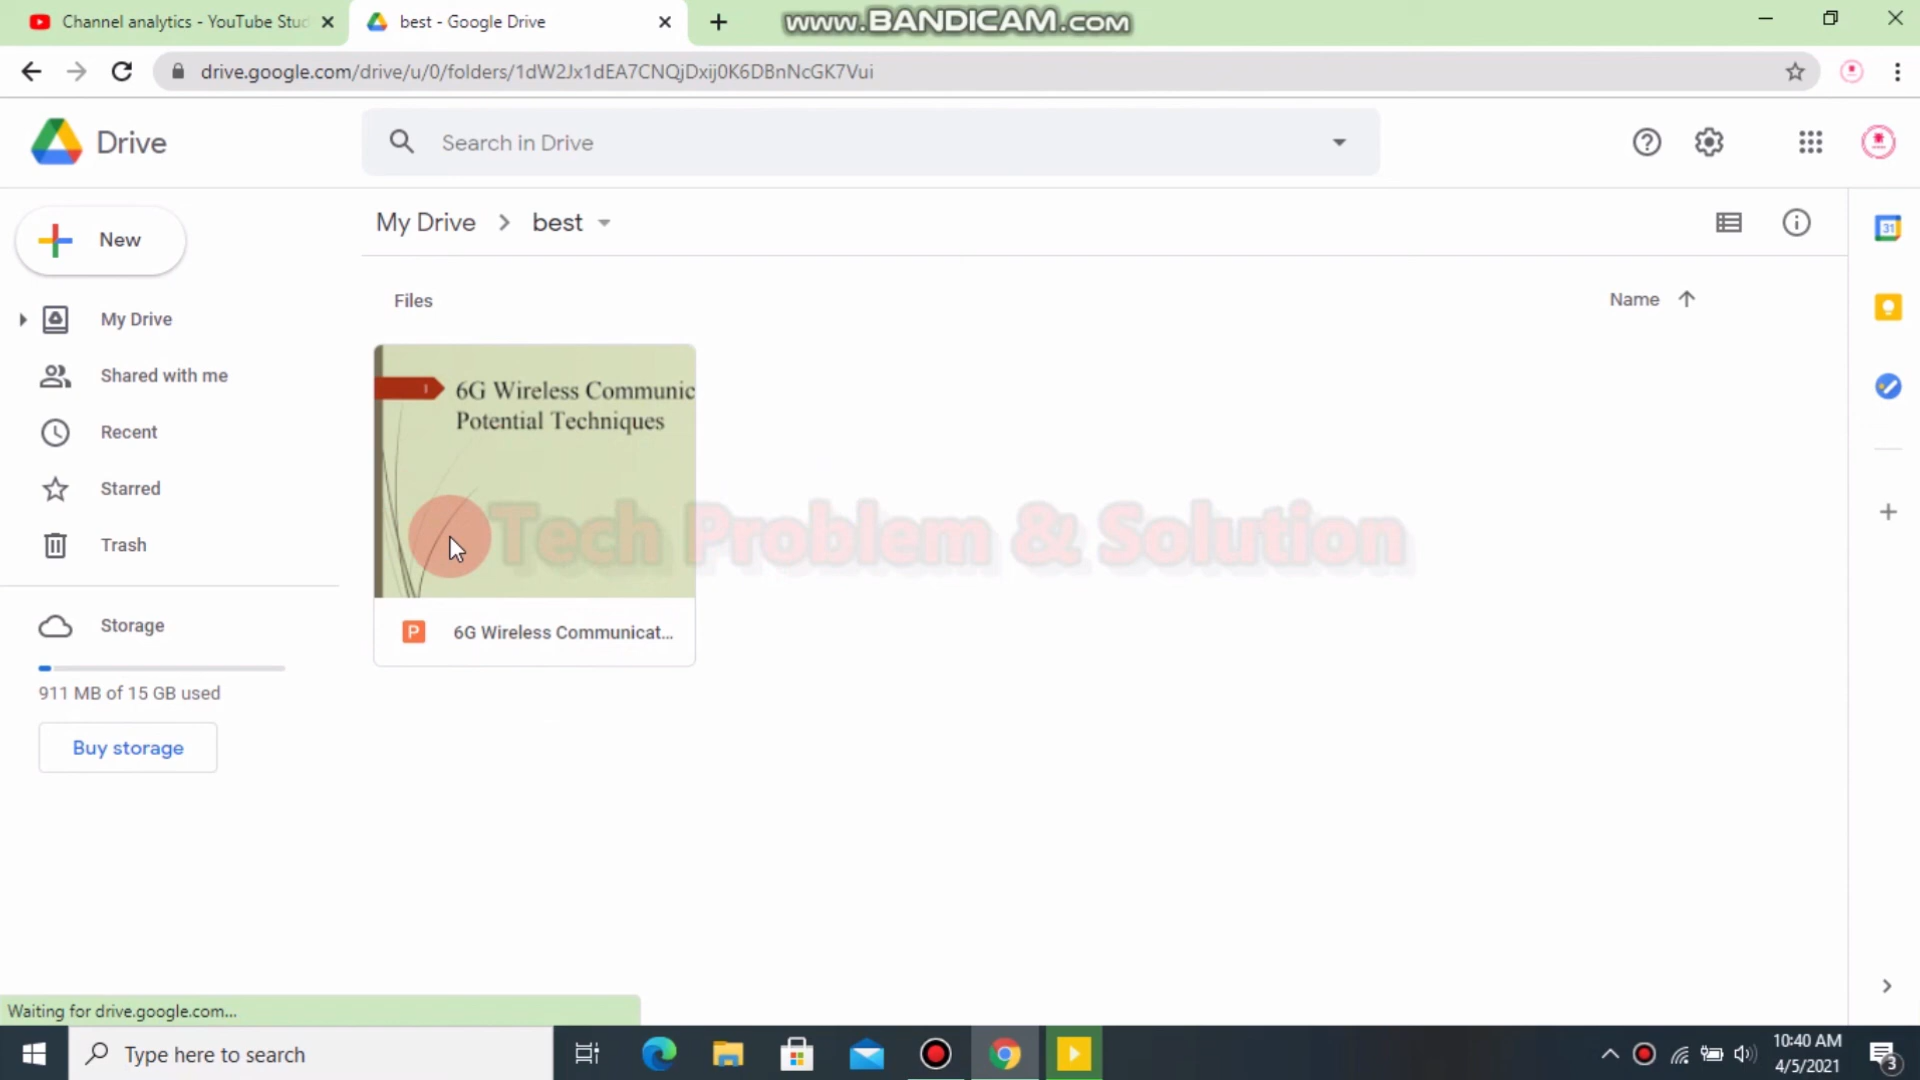 Channel analytics - YouTube Stud
best - Google Drive
www.BANDICAM.com
drive.google.com/drive/u/0/folders/1dW2Jx1dEA7CNQjDxij0K6DBnNcGK7Vui
Drive
Search in Drive
New
My Drive
best
31
Files
Name
My Drive
Shared with me
Recent
Starred
Trash
1
6G Wireless Communic
Potential Techniques
Tech Problem & Solution
P
6G Wireless Communicat...
Storage
911 MB of 15 GB used
Buy storage
Waiting for drive.google.com...
Type here to search
10:40 AM
4/5/2021
3